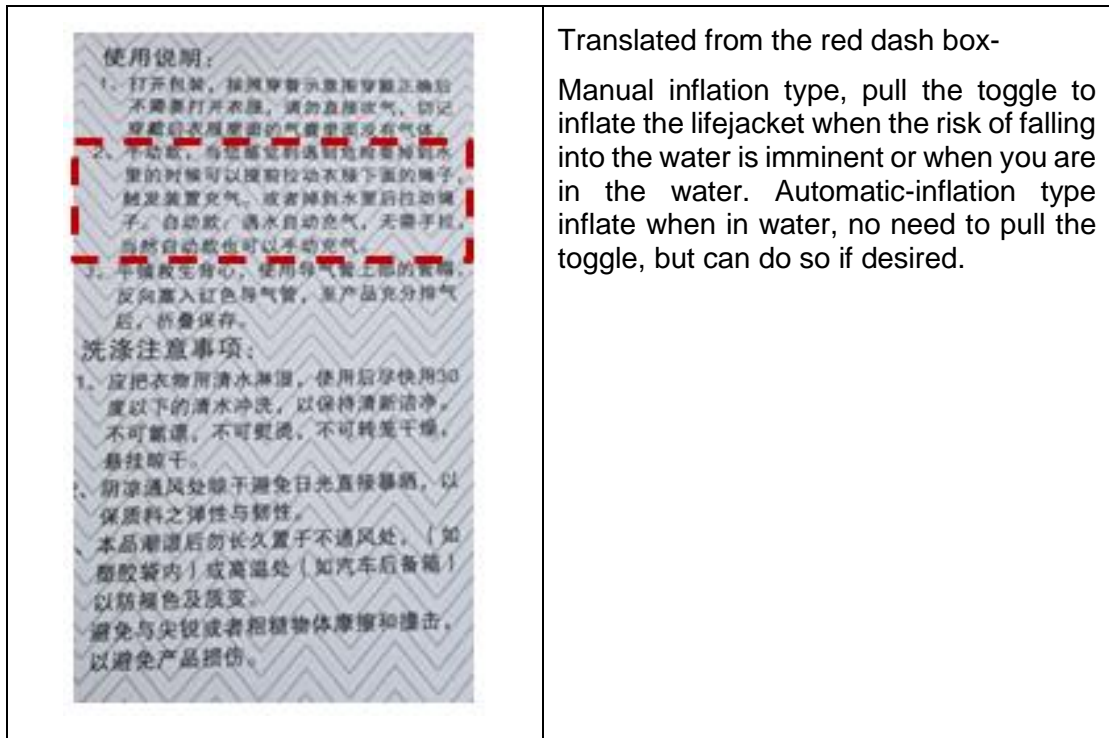 使用说明：
1、打开包装，按照穿着示意图穿戴正确后
不需要打开衣服，请勿直接吹气，切记
穿戴后衣服里面的气囊里面没有气体。
2、手动款，当您感觉到遇到危险要掉到水
里的时候可以提前拉动衣服下面的绳子，
触发装置充气、或者掉到水里后拉动绳
子。自动款，遇水自动充气，无需手拉，
当然自动款也可以手动充气。
3、平铺救生背心，使用导气管上部的管帽，
反向塞入红色导气管，至产品充分排气
后，折叠保存。
洗涤注意事项：
1、应把衣物用清水淋湿，使用后尽快用30
度以下的清水冲洗，以保持清新洁净。
不可氯漂，不可熨烫，不可转笼干燥，
悬挂晾干。
、阴凉通风处晾干避免日光直接暴晒，以
保质料之弹性与韧性。
、本品潮湿后勿长久置于不通风处，（如
塑胶袋内）或高温处（如汽车后备箱）
以防褪色及质变。
避免与尖锐或者粗糙物体摩擦和撞击，
以避免产品损伤。
Translated from the red dash box-
Manual inflation type, pull the toggle to
inflate the lifejacket when the risk of falling
into the water is imminent or when you are
in the water. Automatic-inflation type
inflate when in water, no need to pull the
toggle, but can do so if desired.